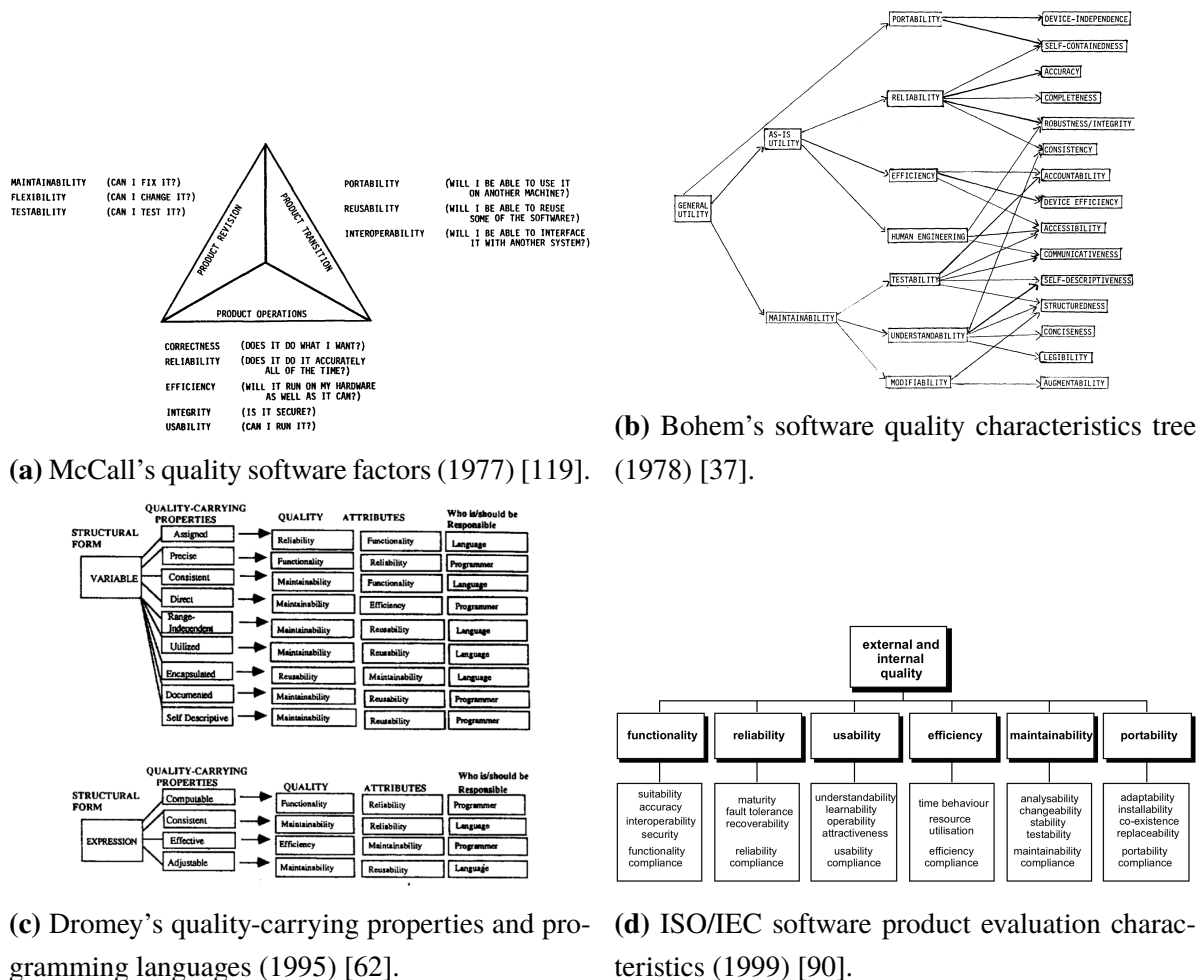 MAINTAINABILITY (CAN I FIX IT?)
FLEXIBILITY (CAN I CHANGE IT?)
TESTABILITY (CAN I TEST IT?)
PORTABILITY (WILL I BE ABLE TO USE IT
ON ANOTHER MACHINE?)
REUSABILITY (WILL I BE ABLE TO REUSE
SOME OF THE SOFTWARE?)
INTEROPERABILITY (WILL I BE ABLE TO INTERFACE
IT WITH ANOTHER SYSTEM?)
PRODUCT REVISION
PRODUCT TRANSITION
PRODUCT OPERATIONS
CORRECTNESS (DOES IT DO WHAT I WANT?)
RELIABILITY (DOES IT DO IT ACCURATELY
ALL OF THE TIME?)
EFFICIENCY (WILL IT RUN ON MY HARDWARE
AS WELL AS IT CAN?)
INTEGRITY (IS IT SECURE?)
USABILITY (CAN I RUN IT?)
(a) McCall's quality software factors (1977) [119].
GENERAL
UTILITY
AS-IS
UTILITY
MAINTAINABILITY
PORTABILITY
RELIABILITY
EFFICIENCY
HUMAN ENGINEERING
TESTABILITY
UNDERSTANDABILITY
MODIFIABILITY
DEVICE-INDEPENDENCE
SELF-CONTAINEDNESS
ACCURACY
COMPLETENESS
ROBUSTNESS/INTEGRITY
CONSISTENCY
ACCOUNTABILITY
DEVICE EFFICIENCY
ACCESSIBILITY
COMMUNICATIVENESS
SELF-DESCRIPTIVENESS
STRUCTUREDNESS
CONCISENESS
LEGIBILITY
AUGMENTABILITY
(b) Bohem's software quality characteristics tree
(1978) [37].
QUALITY-CARRYING
PROPERTIES
QUALITY ATTRIBUTES
Who is/should be
Responsible
STRUCTURAL
FORM
VARIABLE
Assigned Reliability Functionality Language
Precise Functionality Reliability Programmer
Consistent Maintainability Functionality Language
Direct Maintainability Efficiency Programmer
Range-
Independent Maintainability Reusability Language
Utilized Maintainability Reusability Language
Encapsulated Reusability Maintainability Language
Documented Maintainability Reusability Programmer
Self Descriptive Maintainability Reusability Programmer
QUALITY-CARRYING
PROPERTIES
QUALITY ATTRIBUTES
Who is/should be
Responsible
STRUCTURAL
FORM
EXPRESSION
Computable Functionality Reliability Programmer
Consistent Maintainability Reliability Language
Effective Efficiency Maintainability Programmer
Adjustable Maintainability Reusability Language
(c) Dromey's quality-carrying properties and pro-
gramming languages (1995) [62].
external and
internal
quality
functionality
reliability
usability
efficiency
maintainability
portability
suitability
accuracy
interoperability
security
functionality
compliance
maturity
fault tolerance
recoverability
reliability
compliance
understandability
learnability
operability
attractiveness
usability
compliance
time behaviour
resource
utilisation
efficiency
compliance
analysability
changeability
stability
testability
maintainability
compliance
adaptability
installability
co-existence
replaceability
portability
compliance
(d) ISO/IEC software product evaluation charac-
teristics (1999) [90].